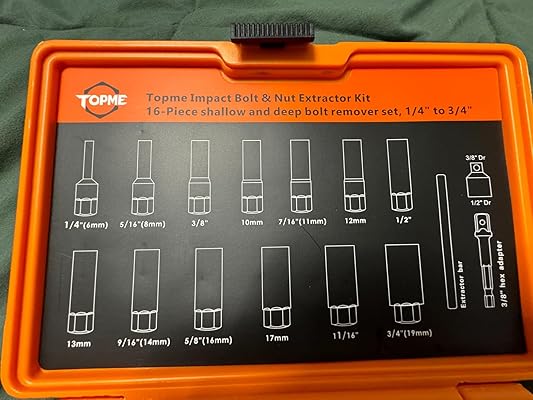 TOPME
Topme Impact Bolt & Nut Extractor Kit
16-Piece shallow and deep bolt remover set, 1/4" to 3/4"
1/4"(6mm)
5/16"(8mm)
3/8"
10mm
7/16"(11mm)
12mm
1/2"
Extractor bar
3/8" Dr
1/2" Dr
3/8" hex adapter
13mm
9/16"(14mm)
5/8"(16mm)
17mm
11/16"
3/4"(19mm)